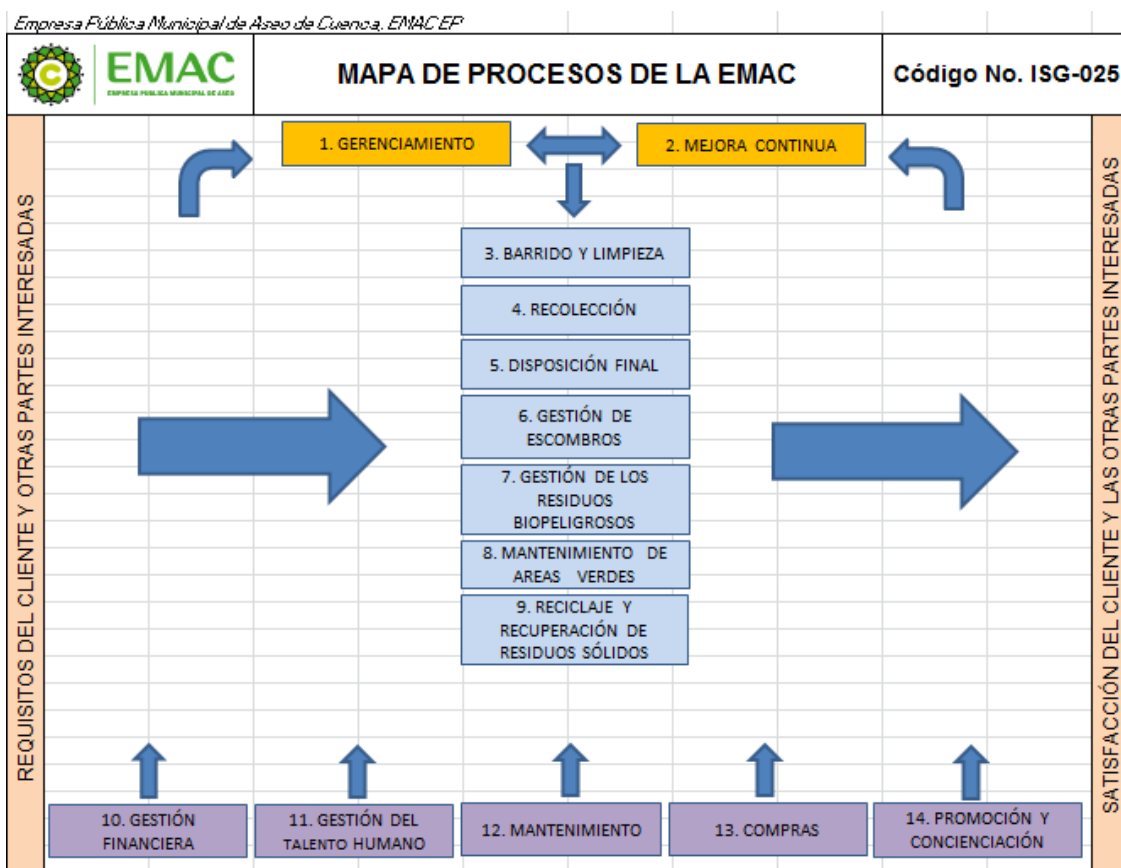 Empresa Pública Municipal de Aseo de Cuenca, EMAC EP
EMAC
EMPRESA PUBLICA MUNICIPAL DE ASEO
MAPA DE PROCESOS DE LA EMAC
Código No. ISG-025
REQUISITOS DEL CLIENTE Y OTRAS PARTES INTERESADAS
1. GERENCIAMIENTO
2. MEJORA CONTINUA
3. BARRIDO Y LIMPIEZA
4. RECOLECCIÓN
5. DISPOSICIÓN FINAL
6. GESTIÓN DE
ESCOMBROS
7. GESTIÓN DE LOS
RESIDUOS
BIOPELIGROSOS
8. MANTENIMIENTO DE
AREAS VERDES
9. RECICLAJE Y
RECUPERACIÓN DE
RESIDUOS SÓLIDOS
10. GESTIÓN
FINANCIERA
11. GESTIÓN DEL
TALENTO HUMANO
12. MANTENIMIENTO
13. COMPRAS
14. PROMOCIÓN Y
CONCIENCIACIÓN
SATISFACCIÓN DEL CLIENTE Y LAS OTRAS PARTES INTERESADAS